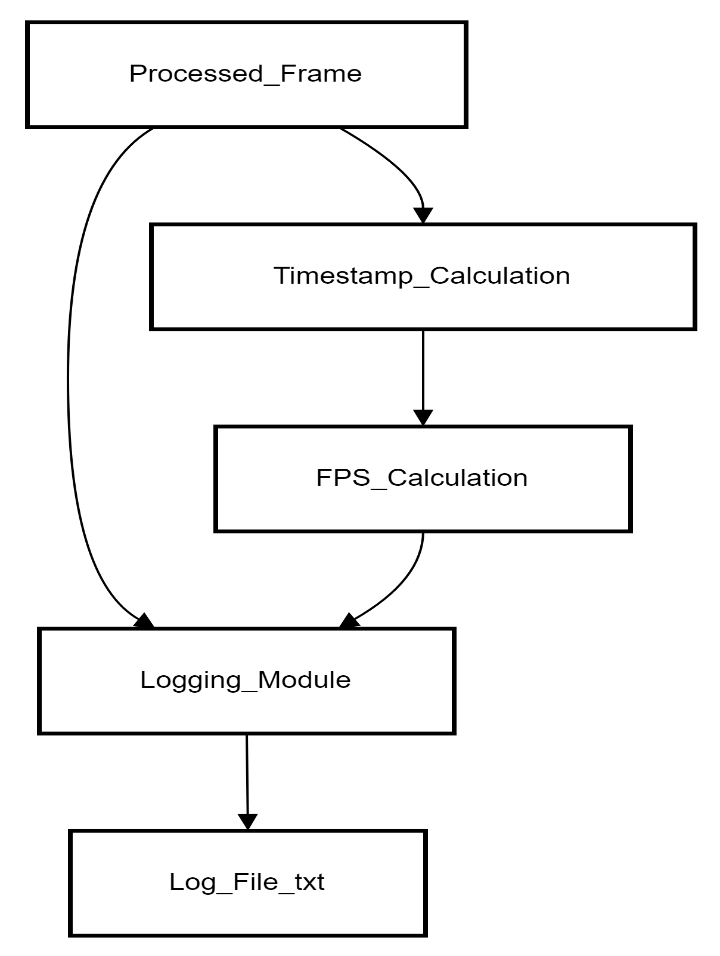 Processed_Frame
Timestamp_Calculation
FPS_Calculation
Logging_Module
Log_File_txt